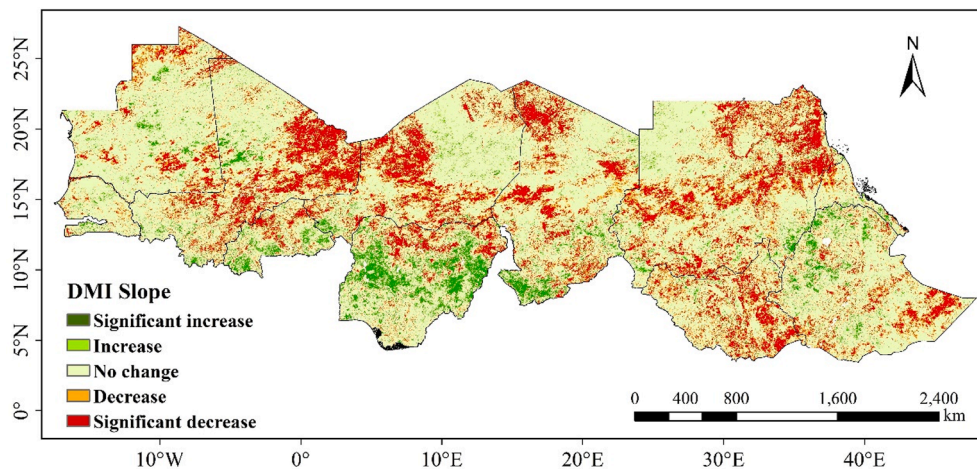 N
25°N
20°N
15°N
10°N
5°N
0°
DMI Slope
Significant increase
Increase
No change
Decrease
Significant decrease
0 400 800 1,600 2,400
km
10°W 0° 10°E 20°E 30°E 40°E